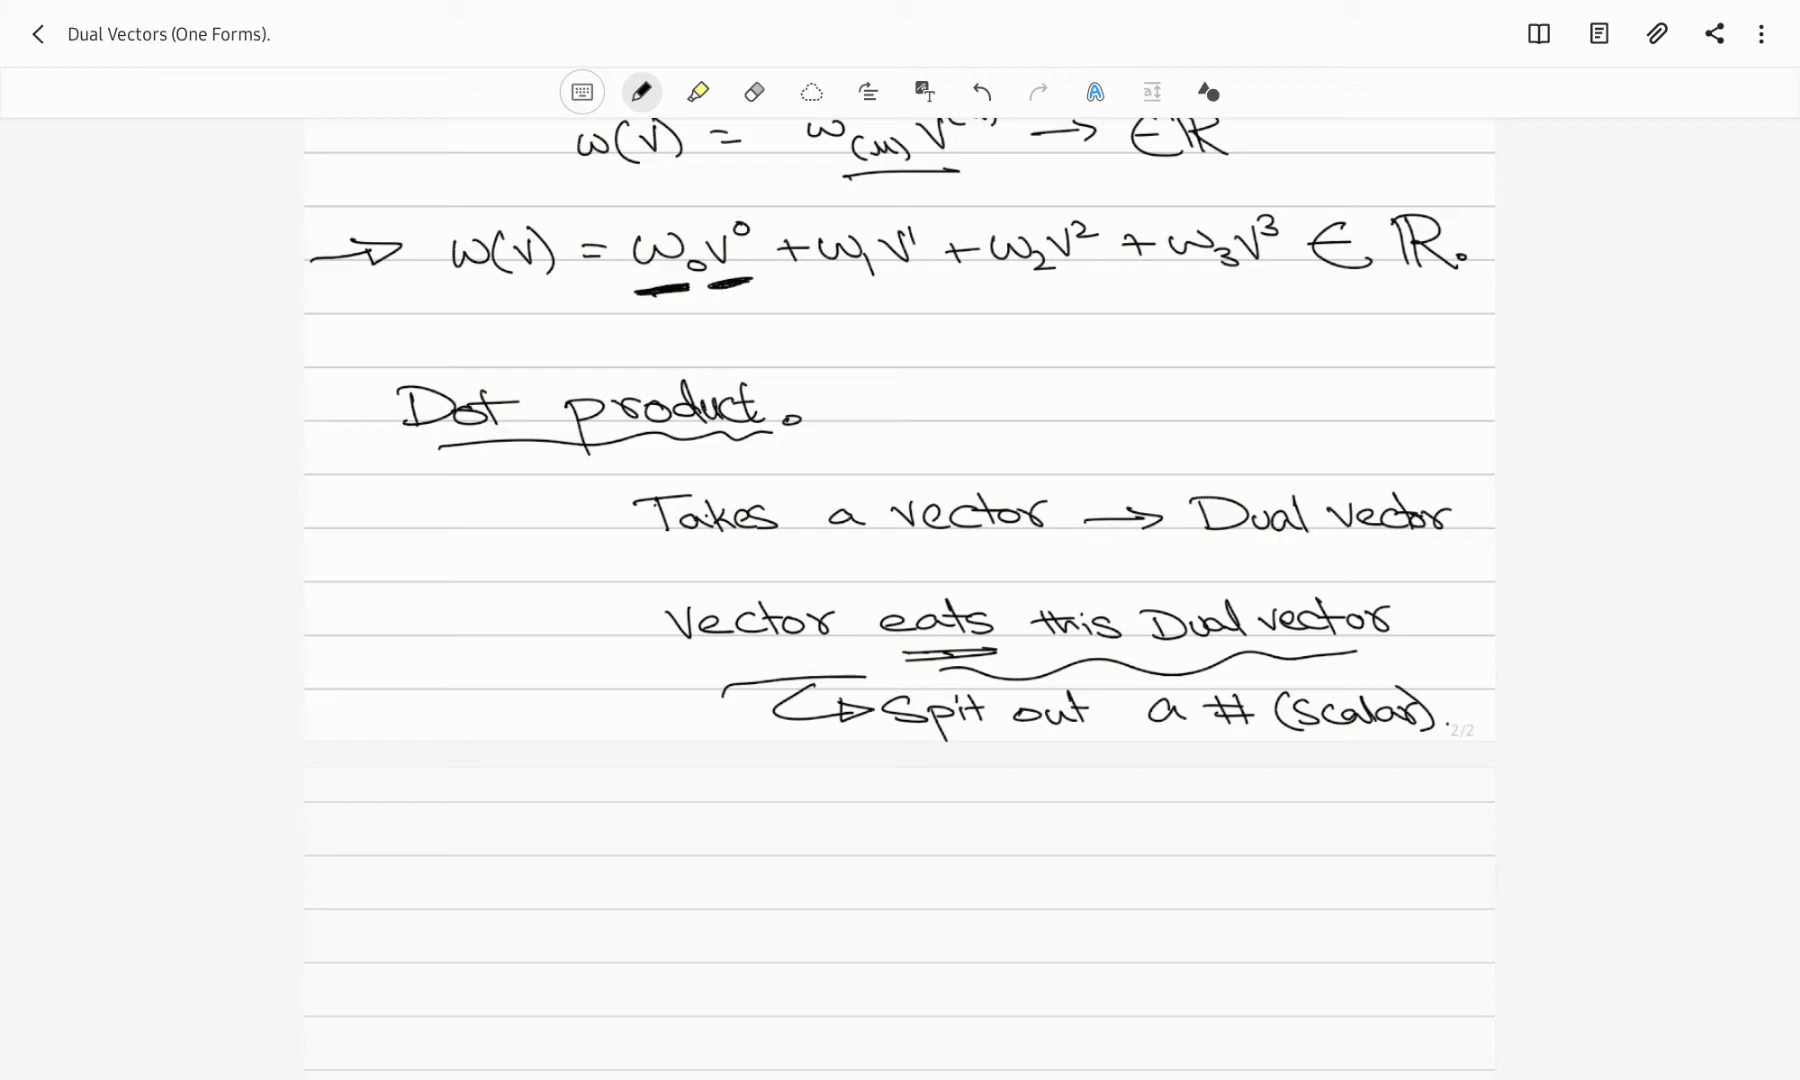 Dual Vectors (One Forms).
ω(V) = ω(μ) V → ∈ ℝ
→ ω(V) = ω₀V⁰ + ω₁V¹ + ω₂V² + ω₃V³ ∈ ℝ.
Dot product.
Takes a vector → Dual vector
Vector eats this Dual vector
↳ Spit out a # (scalar).
2/2